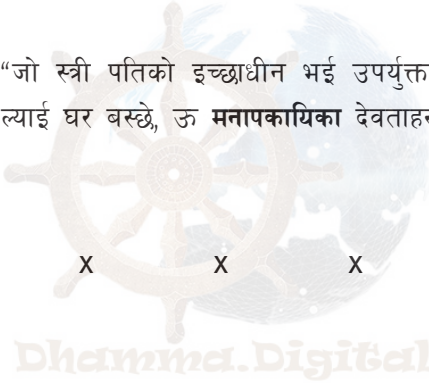 “जो स्त्री पतिको इच्छाधीन भई उपर्युक्त
ल्याई घर बस्छे, ऊ मनापकायिका देवताहरू
x x x
Dhamma.Digital